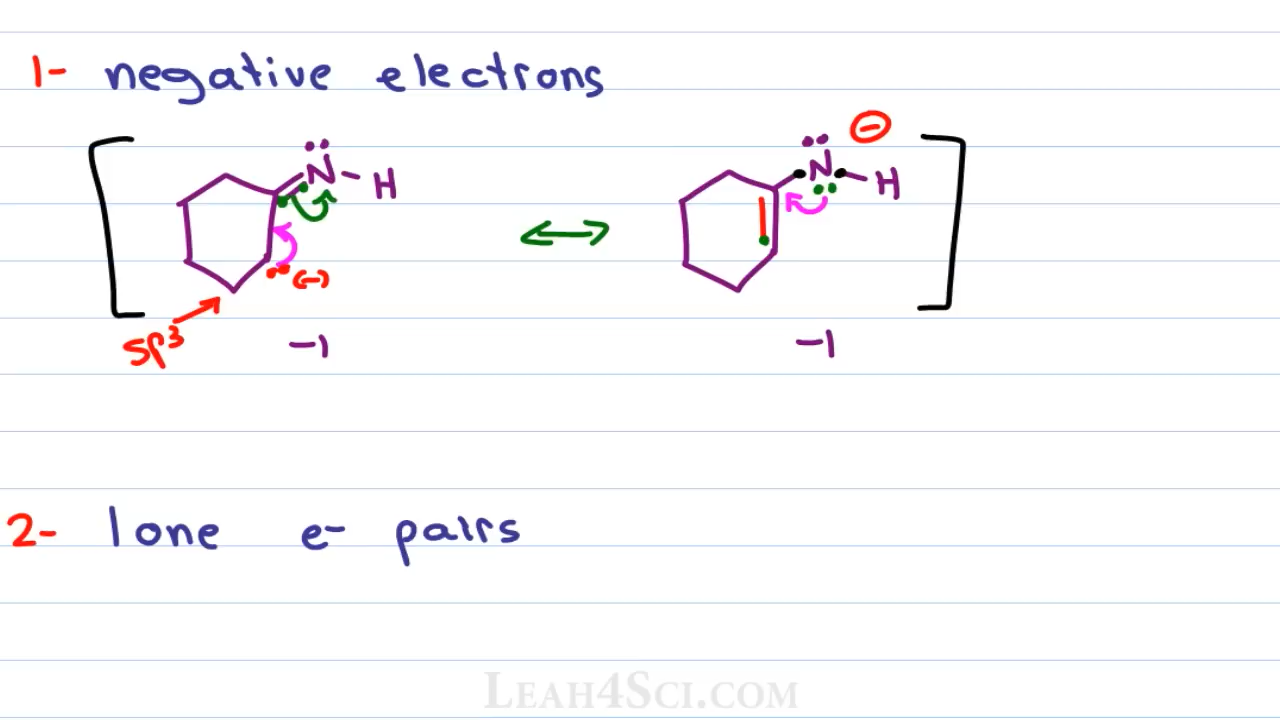 1- negative electrons
N - H (-)
N - H ⊖
sp³
-1 -1
2- lone e- pairs
LEAH4SCI.COM